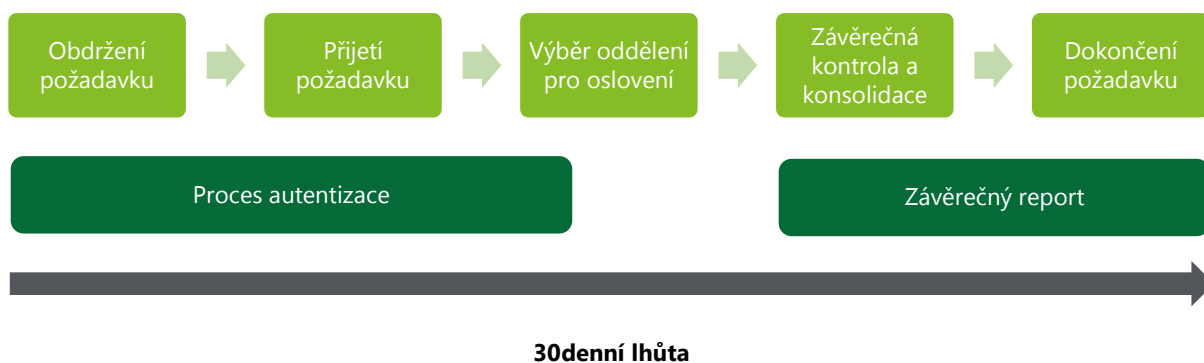 Obdržení
požadavku
Přijetí
požadavku
Výběr oddělení
pro oslovení
Závěrečná
kontrola a
konsolidace
Dokončení
požadavku
Proces autentizace
Závěrečný report
30denní lhůta